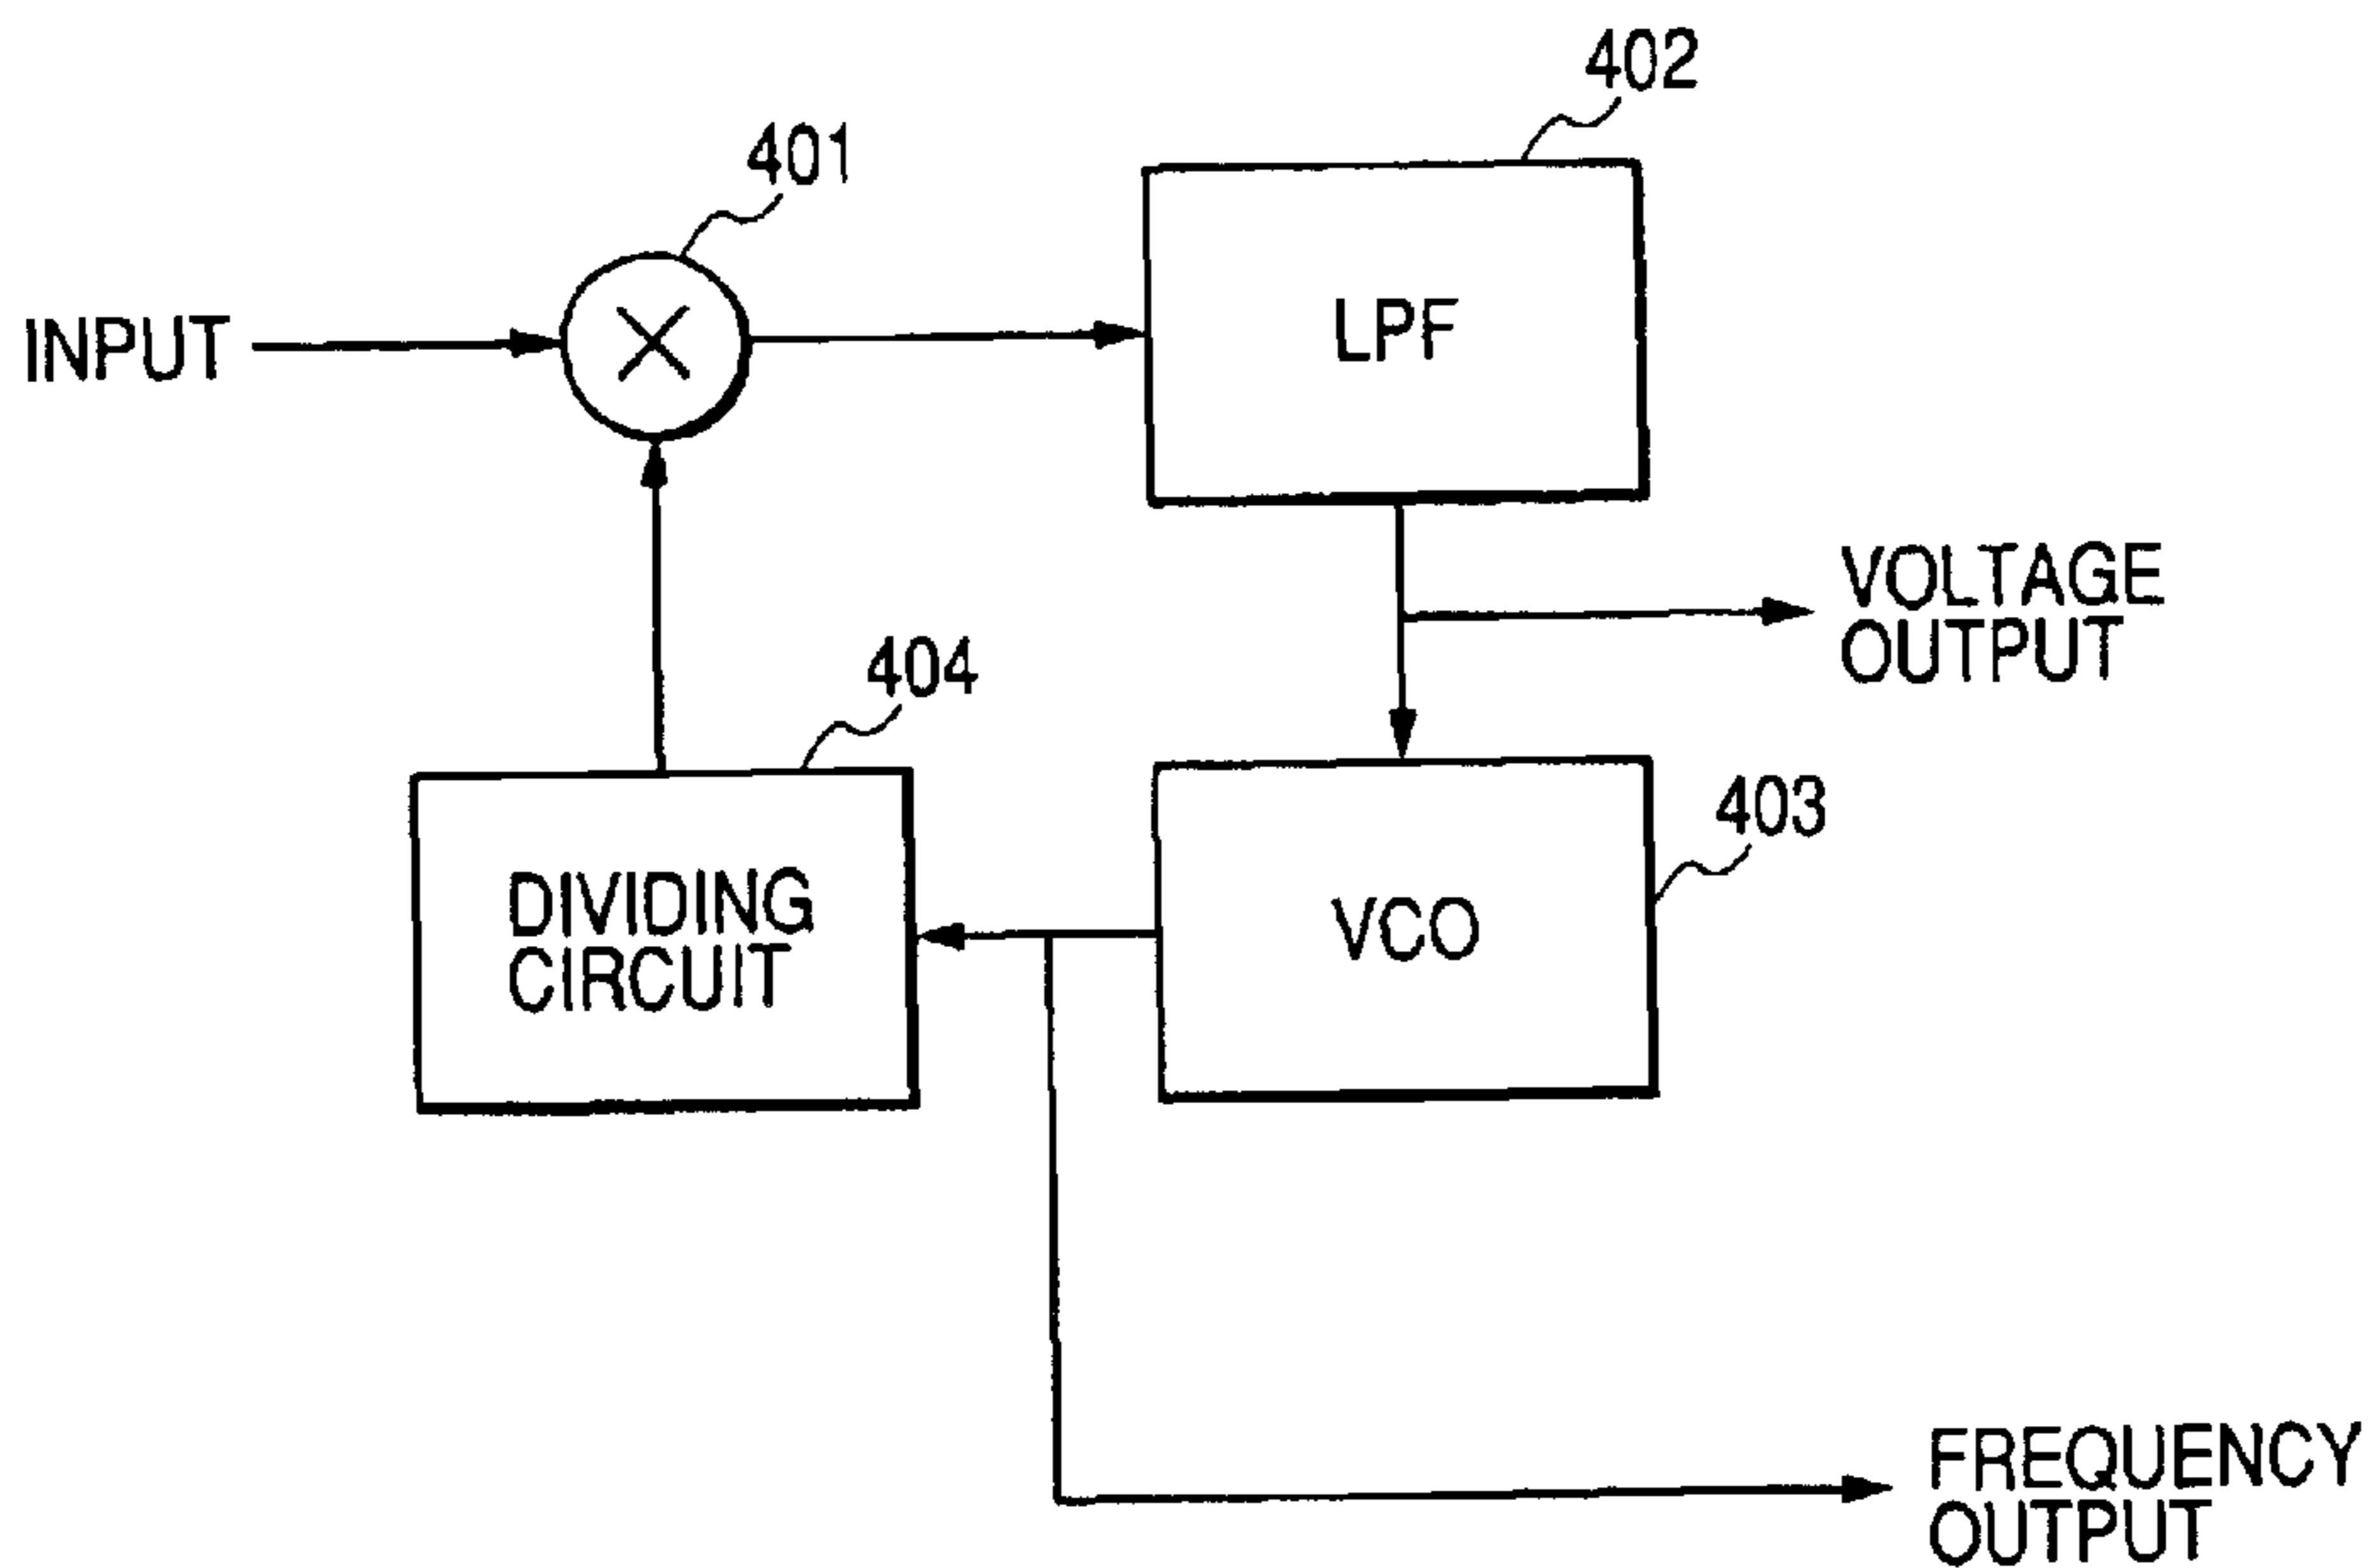 402
401
INPUT
LPF
VOLTAGE
OUTPUT
404
403
DIVIDING
CIRCUIT
VCO
FREQUENCY
OUTPUT